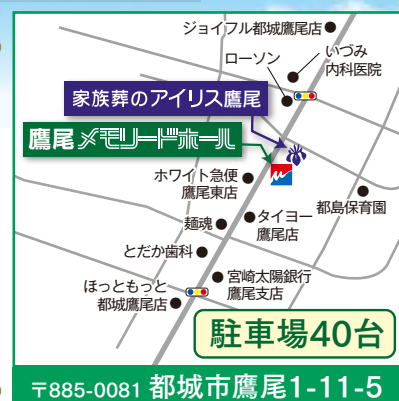 ジョイフル都城鷹尾店
ローソン
いづみ
内科医院
家族葬のアイリス鷹尾
鷹尾メモリードホール
ホワイト急便
鷹尾東店
都島保育園
麺魂
タイヨー
鷹尾店
とだか歯科
宮崎太陽銀行
鷹尾支店
ほっともっと
都城鷹尾店
駐車場40台
〒885-0081 都城市鷹尾1-11-5